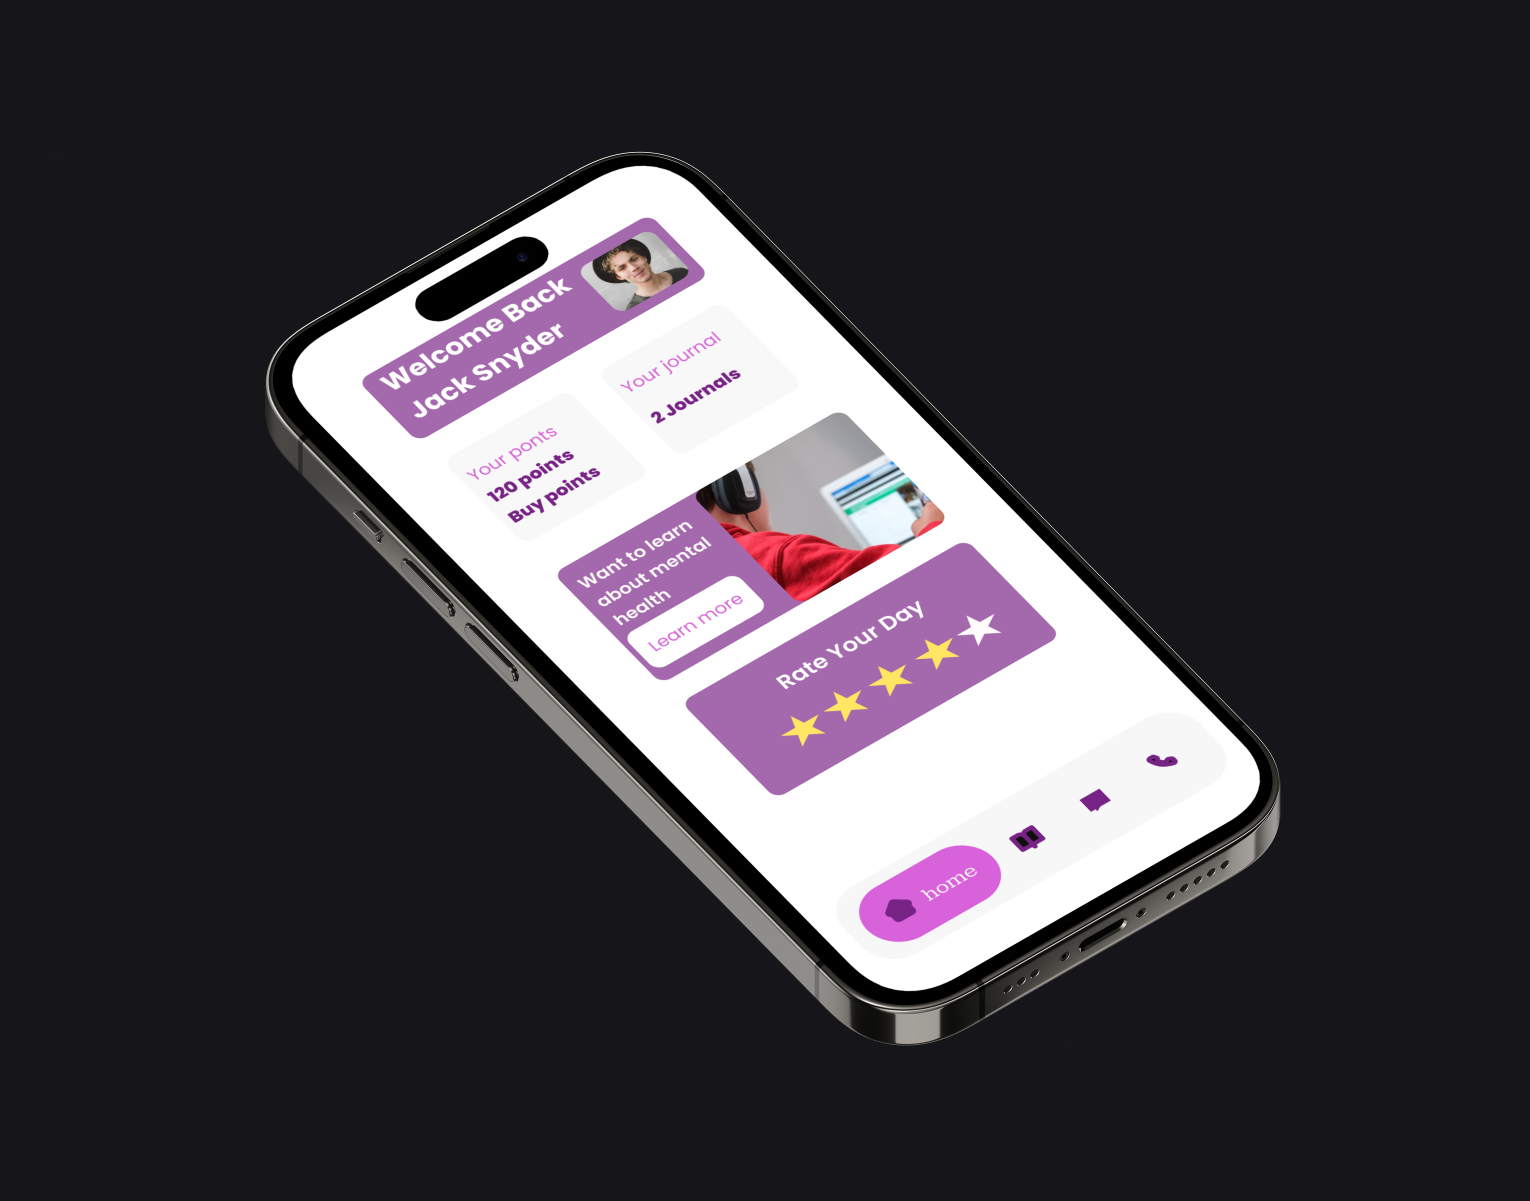 Welcome Back
Jack Snyder
Your ponts
120 points
Buy points
Your journal
2 Journals
Want to learn
about mental
health
Learn more
Rate Your Day
home